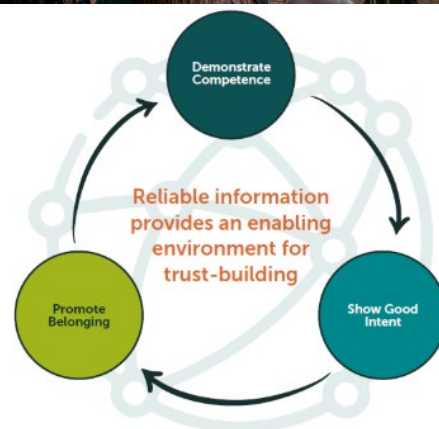 Demonstrate
Competence
Reliable information
provides an enabling
environment for
trust-building
Promote
Belonging
Show Good
Intent